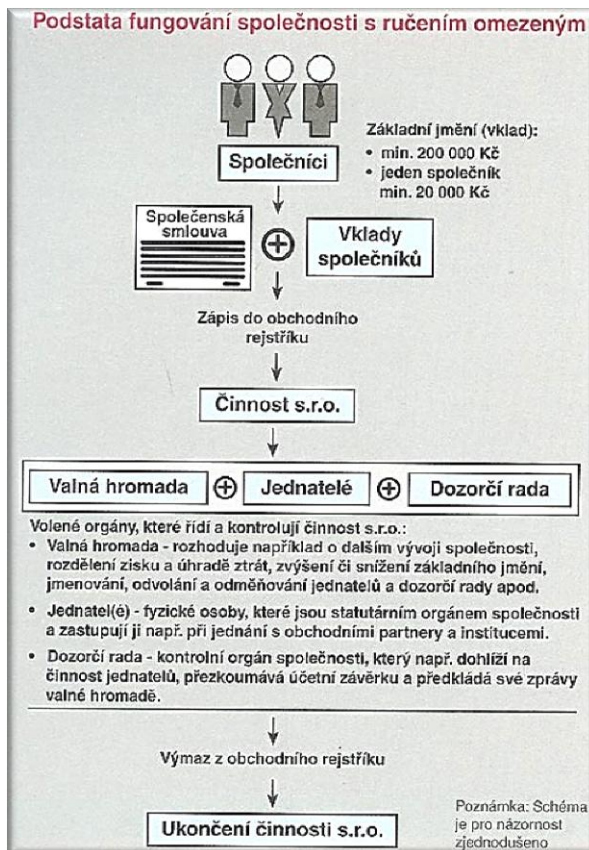 Podstata fungování společnosti s ručením omezeným
Základní jmění (vklad):
• min. 200 000 Kč
• jeden společník
min. 20 000 Kč
Společníci
Společenská
smlouva
Vklady
společníků
Zápis do obchodního
rejstříku
Činnost s.r.o.
Valná hromada
Jednatelé
Dozorčí rada
Volené orgány, které řídí a kontrolují činnost s.r.o.:
• Valná hromada - rozhoduje například o dalším vývoji společnosti,
rozdělení zisku a úhradě ztrát, zvýšení či snížení základního jmění,
jmenování, odvolání a odměňování jednatelů a dozorčí rady apod.
• Jednatel(é) - fyzické osoby, které jsou statutárním orgánem společnosti
a zastupují ji např. při jednání s obchodními partnery a institucemi.
• Dozorčí rada - kontrolní orgán společnosti, který např. dohlíží na
činnost jednatelů, přezkoumává účetní závěrku a předkládá své zprávy
valné hromadě.
Výmaz z obchodního rejstříku
Ukončení činnosti s.r.o.
Poznámka: Schéma
je pro názornost
zjednodušeno